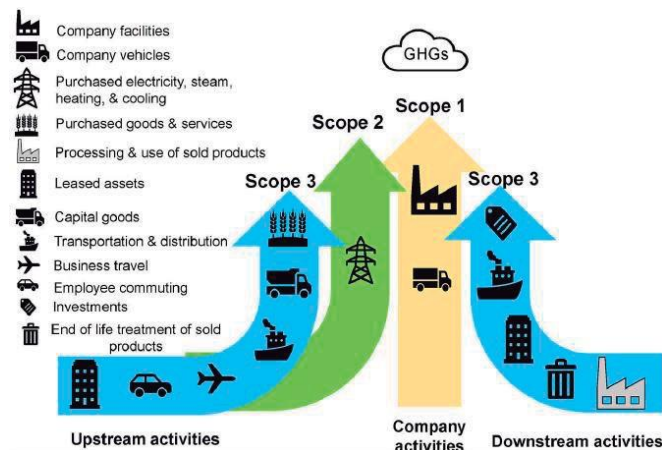 Company facilities
Company vehicles
Purchased electricity, steam,
heating, & cooling
Purchased goods & services
Processing & use of sold products
Leased assets
Capital goods
Transportation & distribution
Business travel
Employee commuting
Investments
End of life treatment of sold
products
GHGs
Scope 1
Scope 2
Scope 3
Scope 3
Upstream activities
Company
activities
Downstream activities